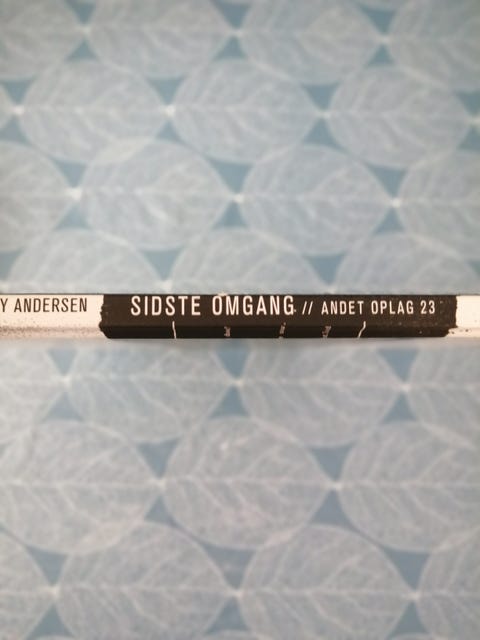 Y ANDERSEN SIDSTE OMGANG // ANDET OPLAG 23